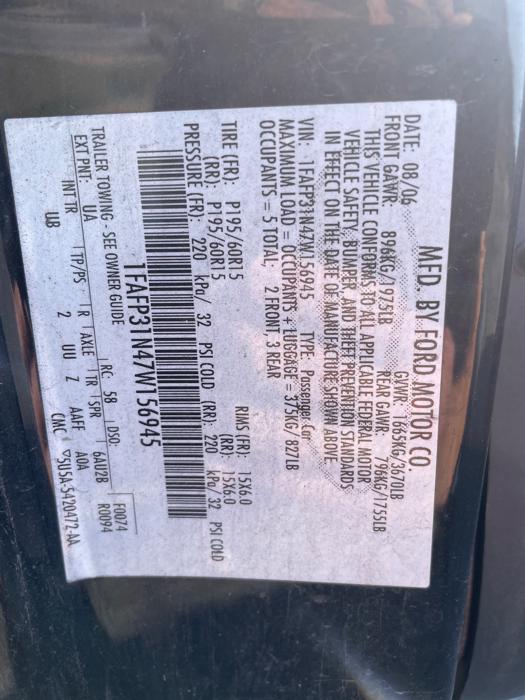 MFD. BY FORD MOTOR CO.
DATE: 08/06 GVWR: 1665KG/3670LB
FRONT GAWR: 896KG/1975LB REAR GAWR: 796KG/1755LB
THIS VEHICLE CONFORMS TO ALL APPLICABLE FEDERAL MOTOR
VEHICLE SAFETY, BUMPER, AND THEFT PREVENTION STANDARDS
IN EFFECT ON THE DATE OF MANUFACTURE SHOWN ABOVE.
VIN: 1FAFP31N47W156945 TYPE: Passenger Car
MAXIMUM LOAD = OCCUPANTS + LUGGAGE = 375KG/827LB
OCCUPANTS = 5 TOTAL: 2 FRONT 3 REAR
TIRE (FR): P195/60R15 RIMS (FR): 15X6.0
(RR): P195/60R15 (RR): 15X6.0
PRESSURE (FR): 220 kPa/ 32 PSI COLD (RR): 220 kPa/ 32 PSI COLD
1FAFP31N47W156945
TRAILER TOWING - SEE OWNER GUIDE F0074
EXT PNT: UA RC: 58 DSO: R0094
INT TR TP/PS R AXLE TR SPR 6AU2B
UB 2 UU Z AAFF A0A
CMC ▽5U5A-5420472-AA